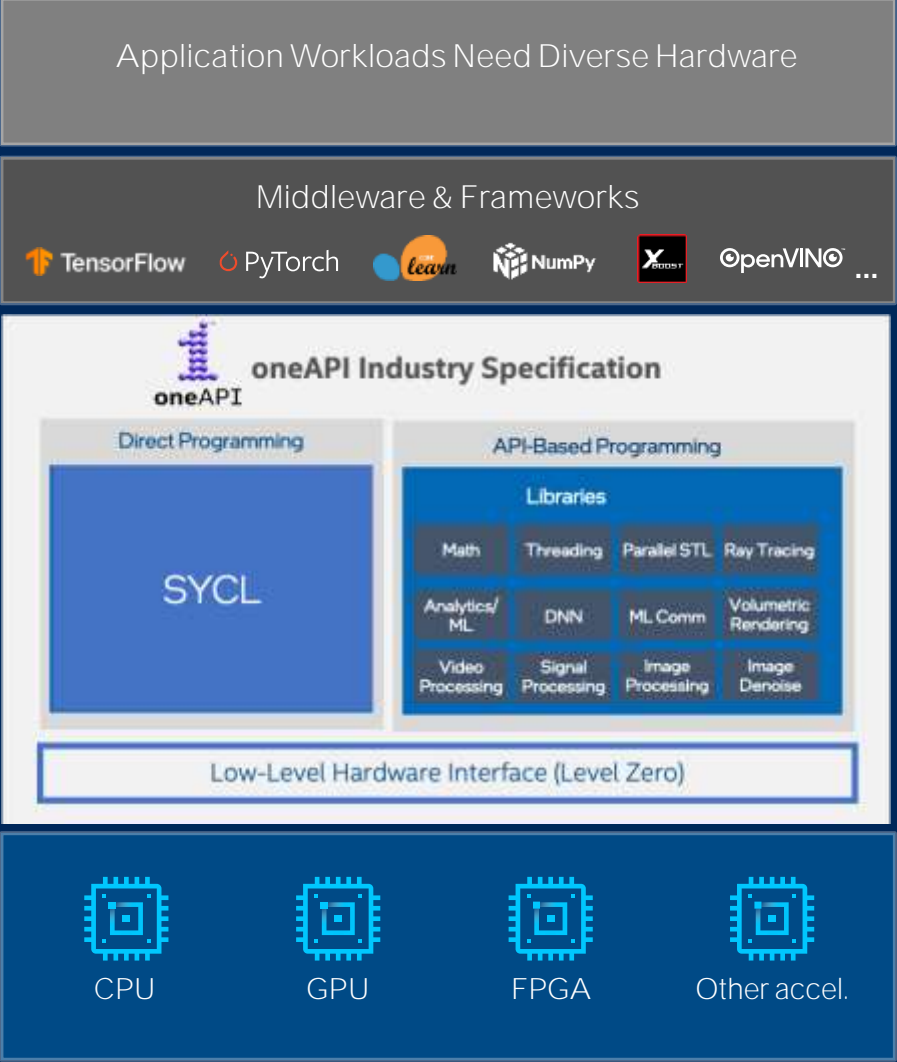 Application Workloads Need Diverse Hardware
Middleware & Frameworks
TensorFlow
PyTorch
learn
NumPy
XBOOST
OpenVINO
...
oneAPI
oneAPI Industry Specification
Direct Programming
SYCL
API-Based Programming
Libraries
Math
Threading
Parallel STL
Ray Tracing
Analytics/
ML
DNN
ML Comm
Volumetric
Rendering
Video
Processing
Signal
Processing
Image
Processing
Image
Denoise
Low-Level Hardware Interface (Level Zero)
CPU
GPU
FPGA
Other accel.